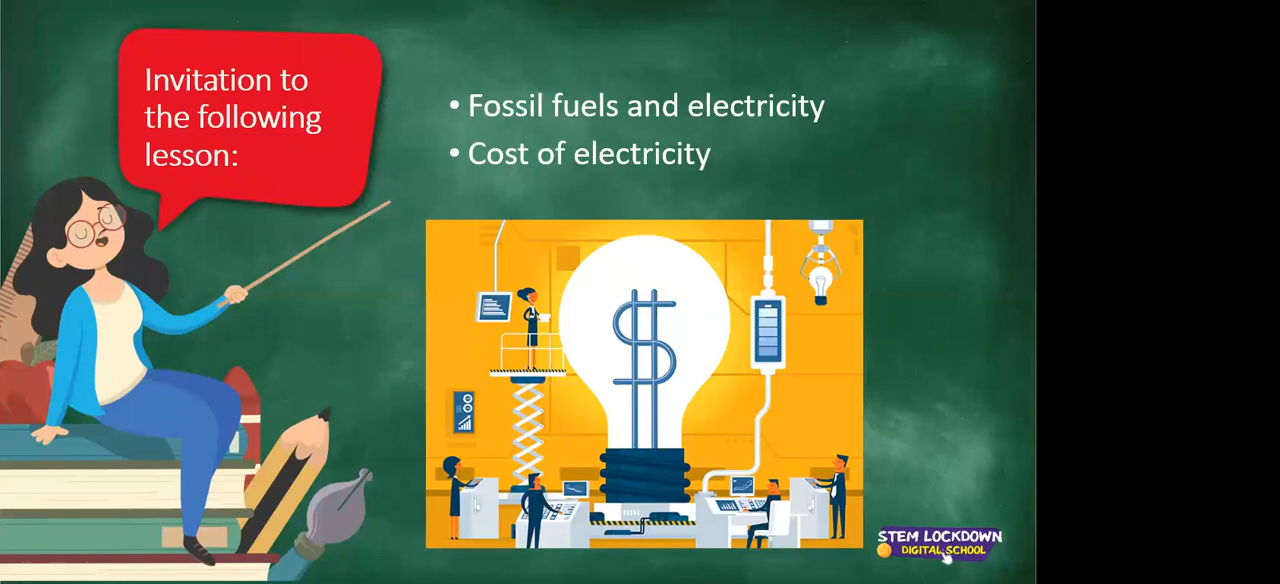 Invitation to
the following
lesson:
• Fossil fuels and electricity
• Cost of electricity
$
STEM LOCKDOWN
DIGITAL SCHOOL